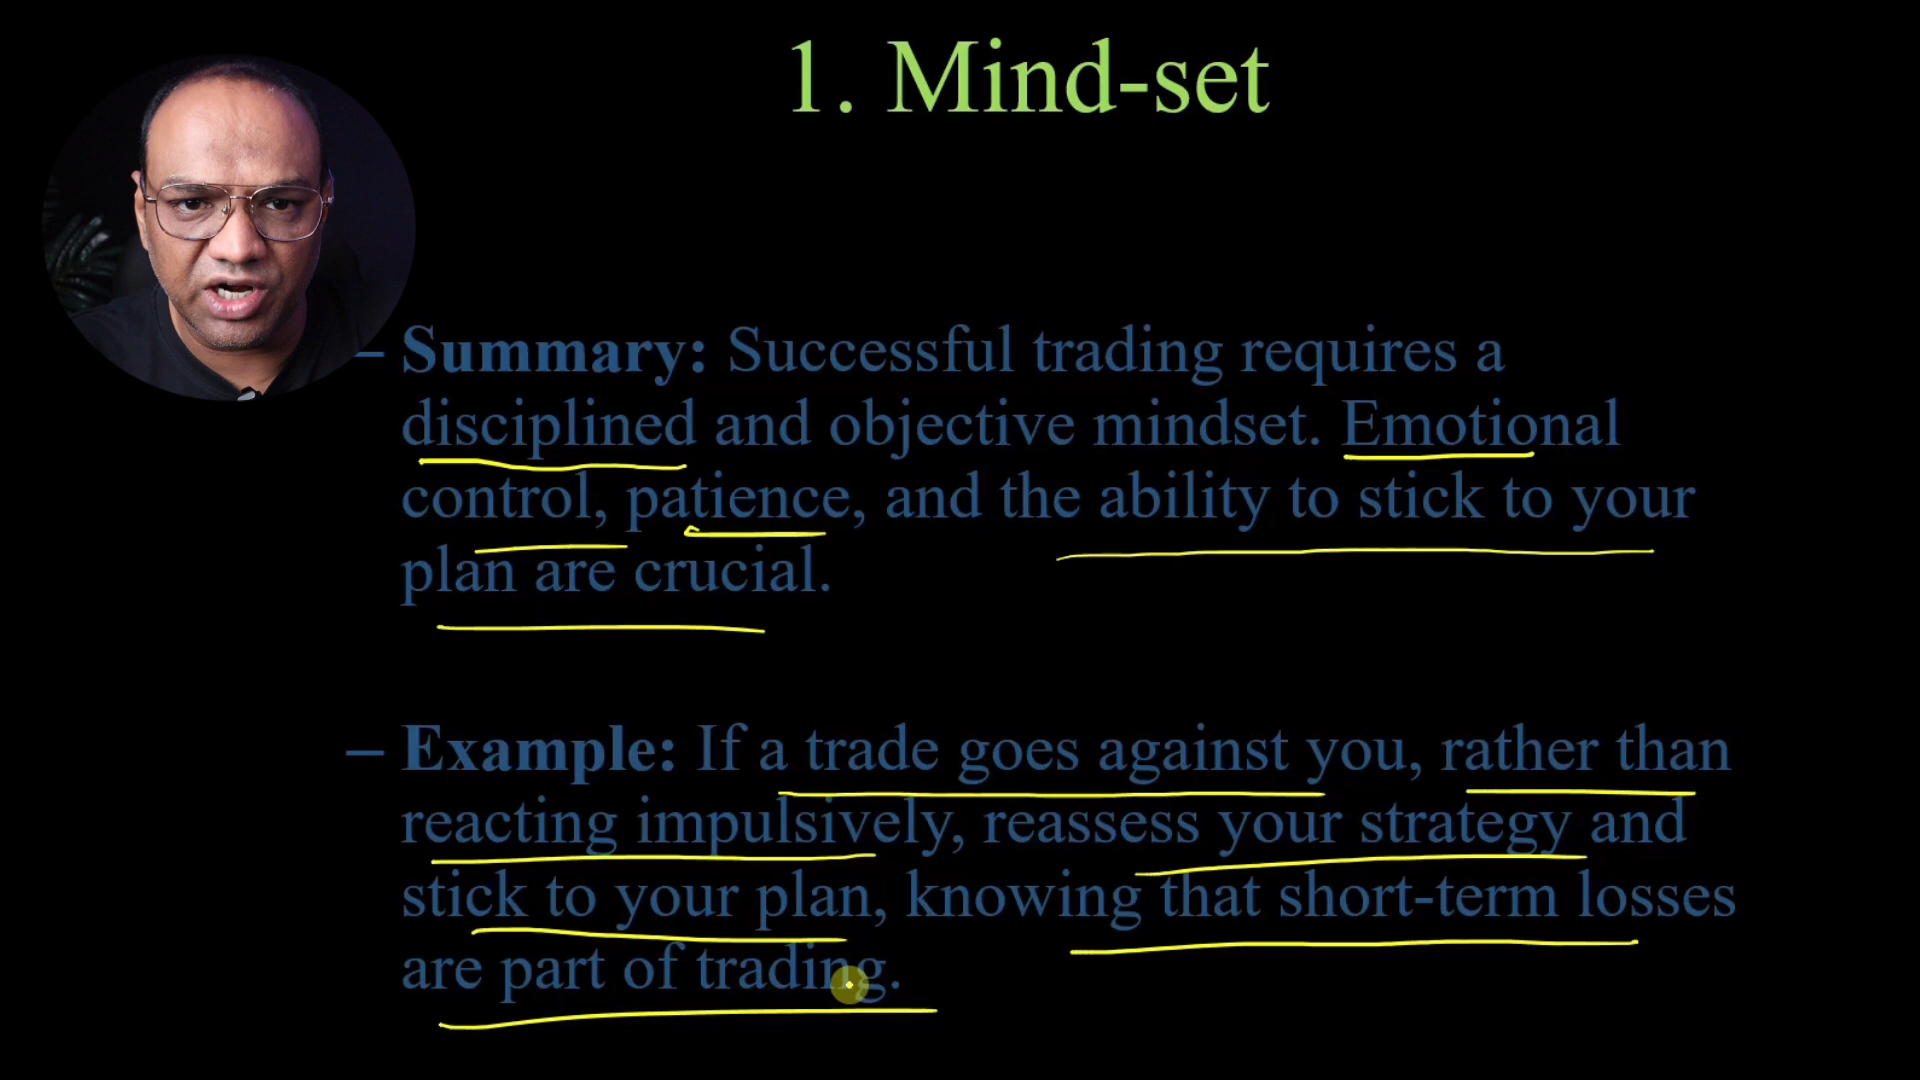 1. Mind-set
– Summary: Successful trading requires a
disciplined and objective mindset. Emotional
control, patience, and the ability to stick to your
plan are crucial.
– Example: If a trade goes against you, rather than
reacting impulsively, reassess your strategy and
stick to your plan, knowing that short-term losses
are part of trading.